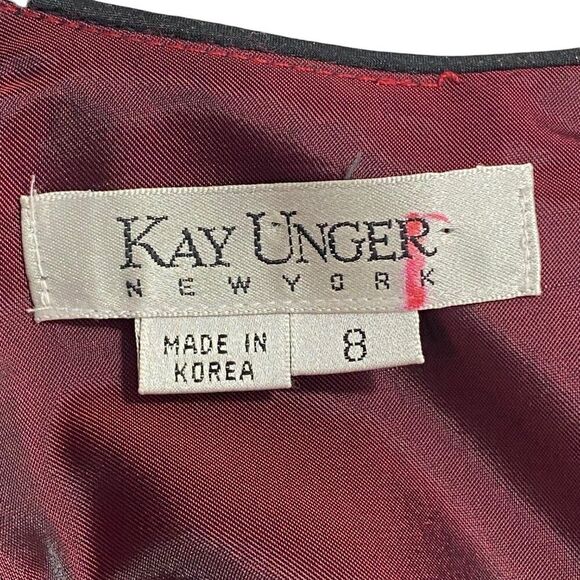 KAY UNGER
NEW YORK
MADE IN
KOREA
8